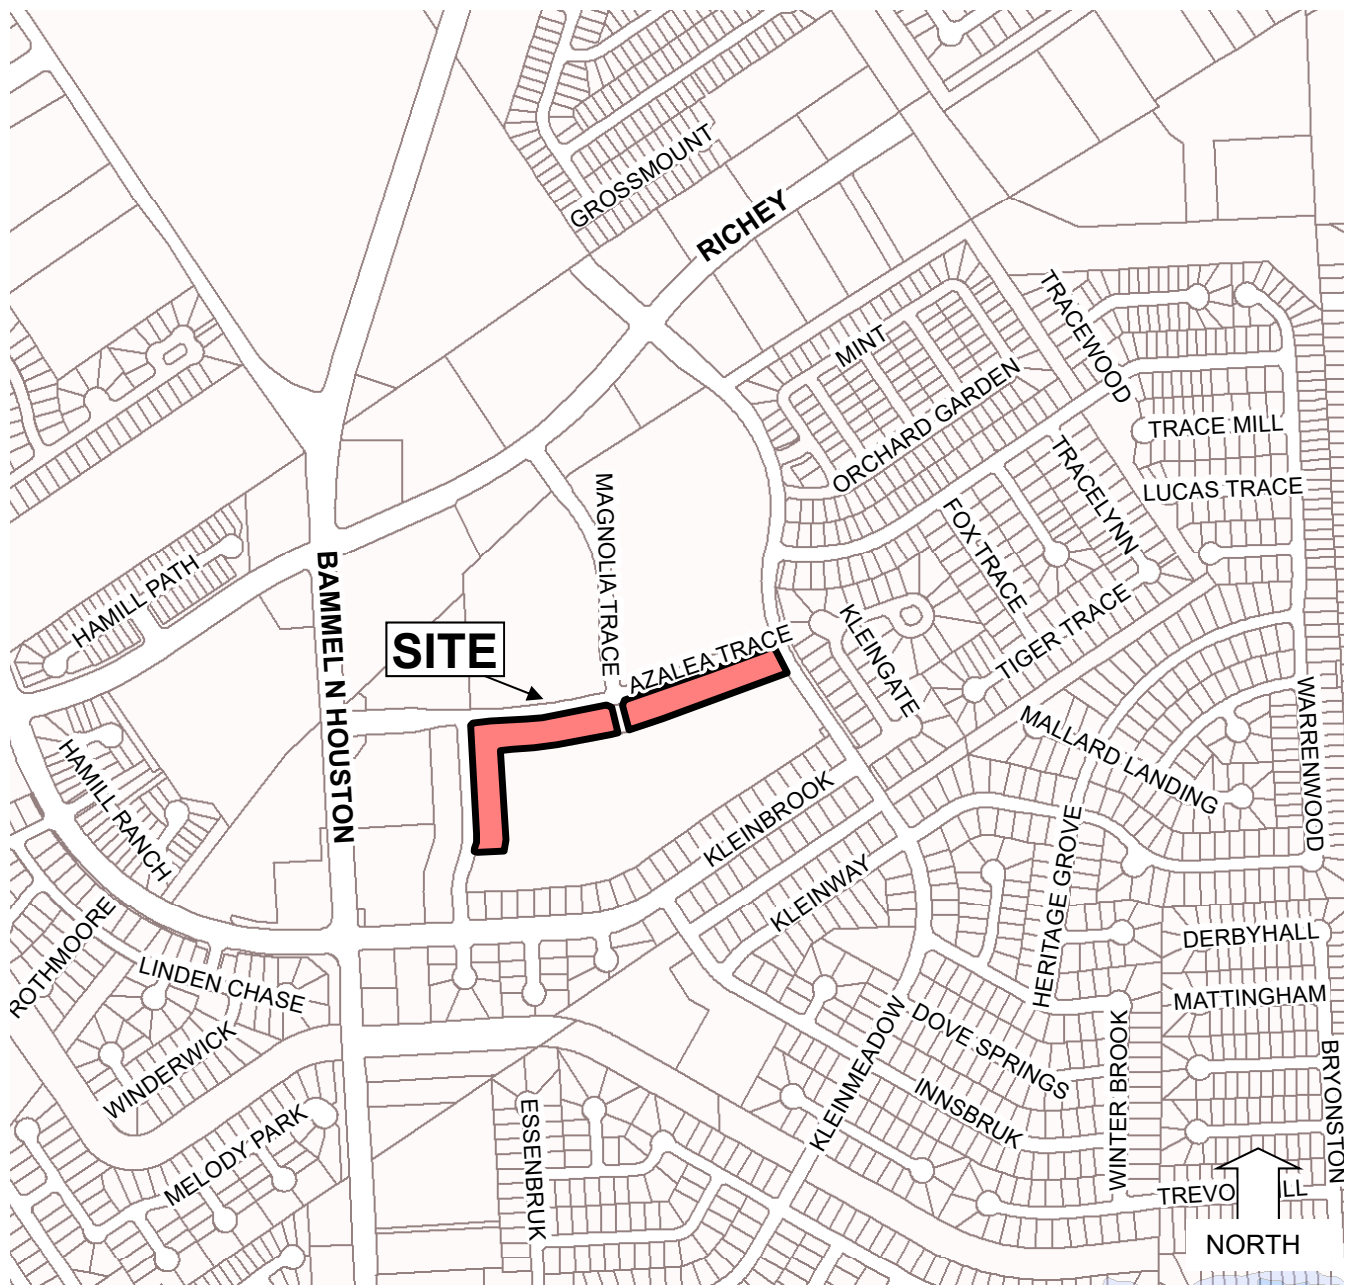 GROSSMOUNT
RICHEY
TRACEWOOD
MINT
ORCHARD GARDEN
TRACE MILL
TRACELYNN
LUCAS TRACE
MAGNOLIA TRACE
FOX TRACE
HAMILL PATH
BAMMEL N HOUSTON
TIGER TRACE
KLEINGATE
SITE
AZALEA TRACE
WARRENWOOD
MALLARD LANDING
HAMILL RANCH
KLEINBROOK
HERITAGE GROVE
KLEINWAY
ROTHMOORE
DERBYHALL
LINDEN CHASE
MATTINGHAM
WINDERWICK
KLEINMEADOW
DOVE SPRINGS
WINTER BROOK
BRYONSTON
INNSBRUK
ESSENBRUK
MELODY PARK
NORTH